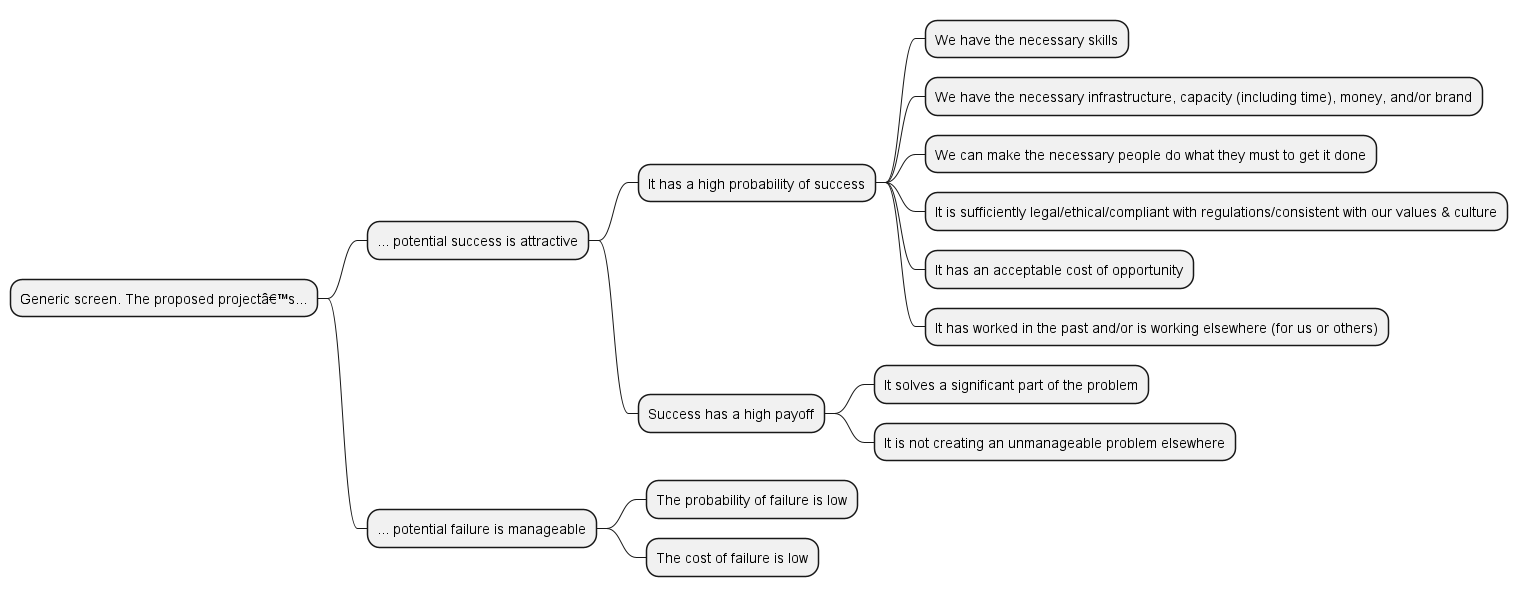 Generic screen. The proposed projectâ€™s...
... potential success is attractive
It has a high probability of success
We have the necessary skills
We have the necessary infrastructure, capacity (including time), money, and/or brand
We can make the necessary people do what they must to get it done
It is sufficiently legal/ethical/compliant with regulations/consistent with our values & culture
It has an acceptable cost of opportunity
It has worked in the past and/or is working elsewhere (for us or others)
Success has a high payoff
It solves a significant part of the problem
It is not creating an unmanageable problem elsewhere
... potential failure is manageable
The probability of failure is low
The cost of failure is low